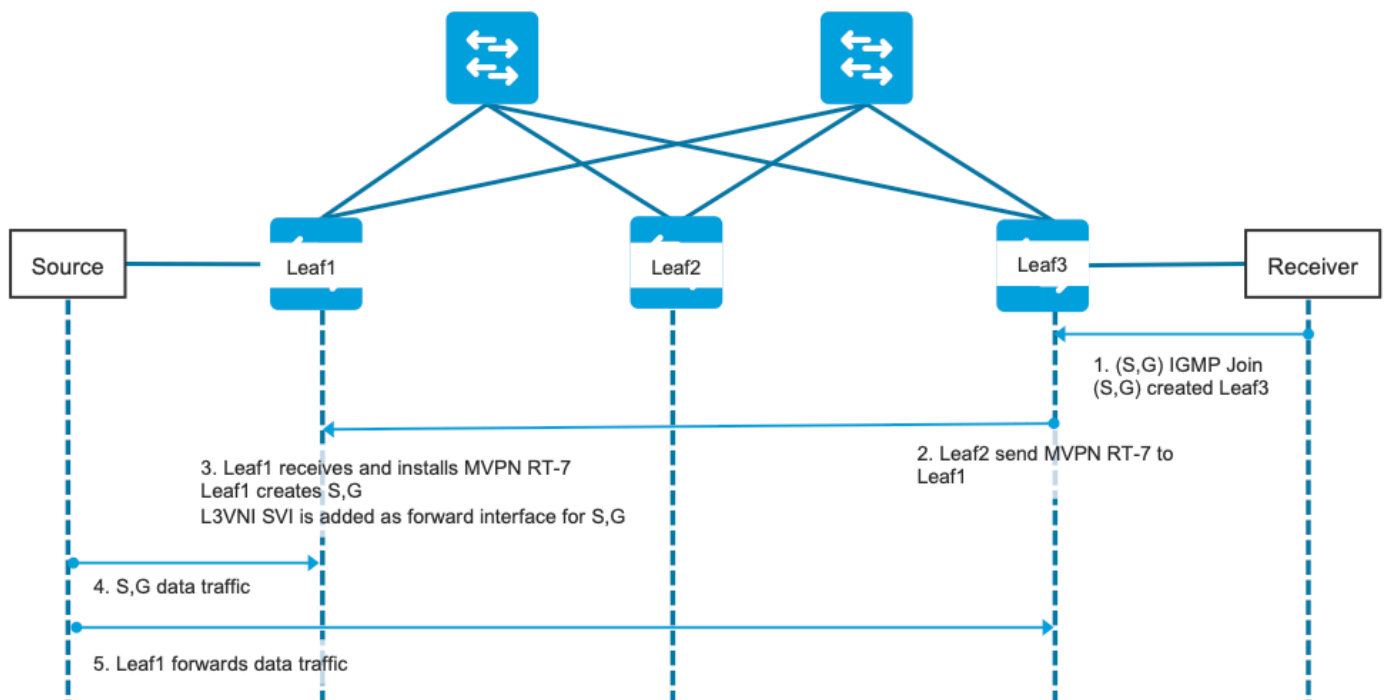 Source
Leaf1
Leaf2
Leaf3
Receiver
1. (S,G) IGMP Join
(S,G) created Leaf3
2. Leaf2 send MVPN RT-7 to
Leaf1
3. Leaf1 receives and installs MVPN RT-7
Leaf1 creates S,G
L3VNI SVI is added as forward interface for S,G
4. S,G data traffic
5. Leaf1 forwards data traffic